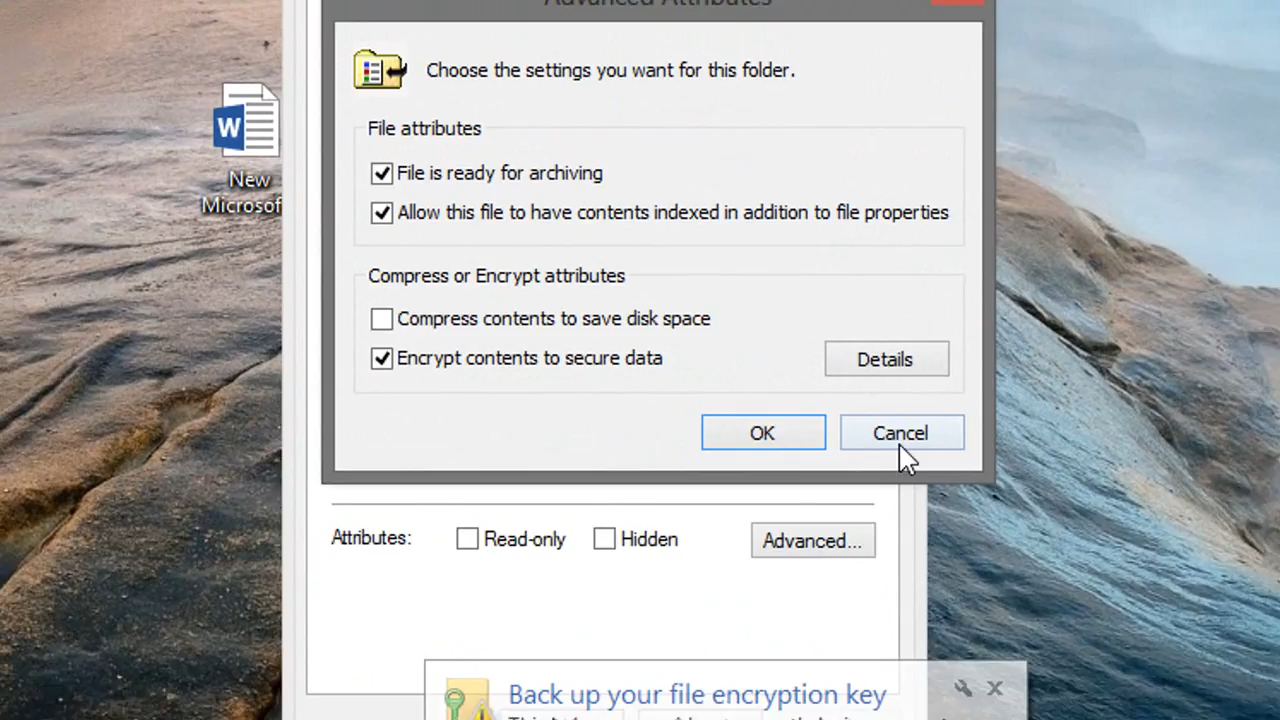 Advanced Attributes
Choose the settings you want for this folder.
File attributes
File is ready for archiving
Allow this file to have contents indexed in addition to file properties
Compress or Encrypt attributes
Compress contents to save disk space
Encrypt contents to secure data
Details
OK
Cancel
W
New
Microsof
Attributes:
Read-only
Hidden
Advanced...
Back up your file encryption key